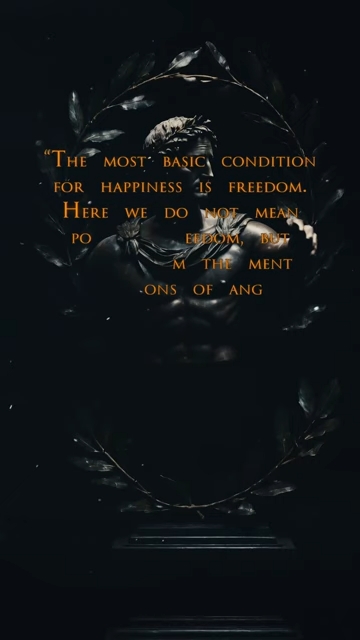 “The most basic condition
for happiness is freedom.
Here we do not mean
po eedom, but
m the ment
ons of ang